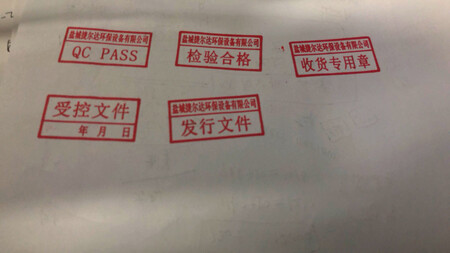 盐城捷尔达环保设备有限公司
QC PASS
盐城捷尔达环保设备有限公司
检验合格
盐城捷尔达环保设备有限公司
收货专用章
受控文件
年 月 日
盐城捷尔达环保设备有限公司
发行文件